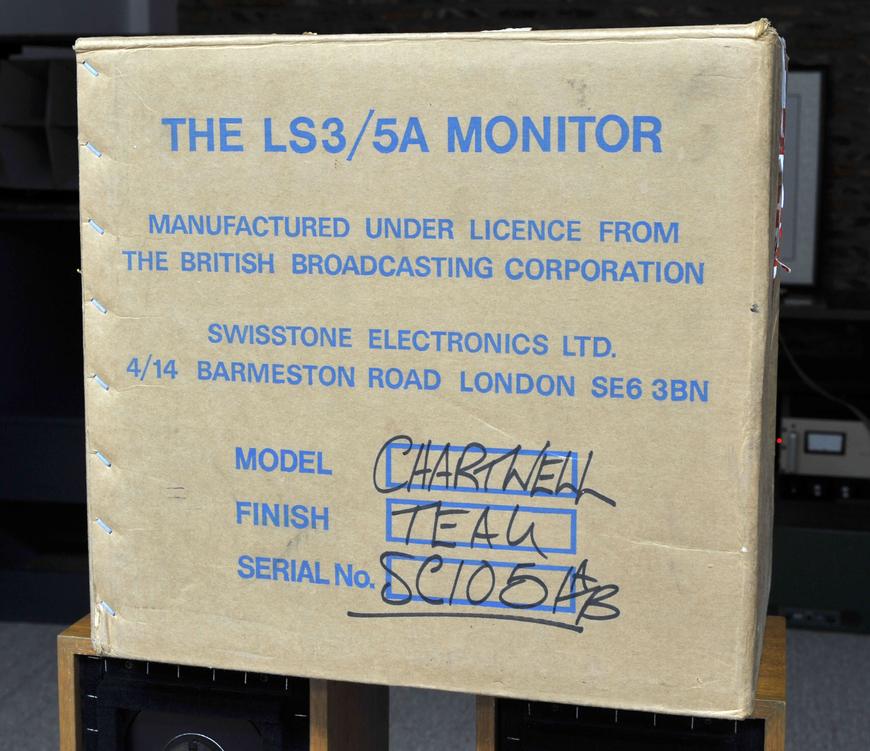 THE LS3/5A MONITOR
MANUFACTURED UNDER LICENCE FROM
THE BRITISH BROADCASTING CORPORATION
SWISSTONE ELECTRONICS LTD.
4/14 BARMESTON ROAD LONDON SE6 3BN
MODEL CHARTWELL
FINISH TEAK
SERIAL No. SC1051A/B